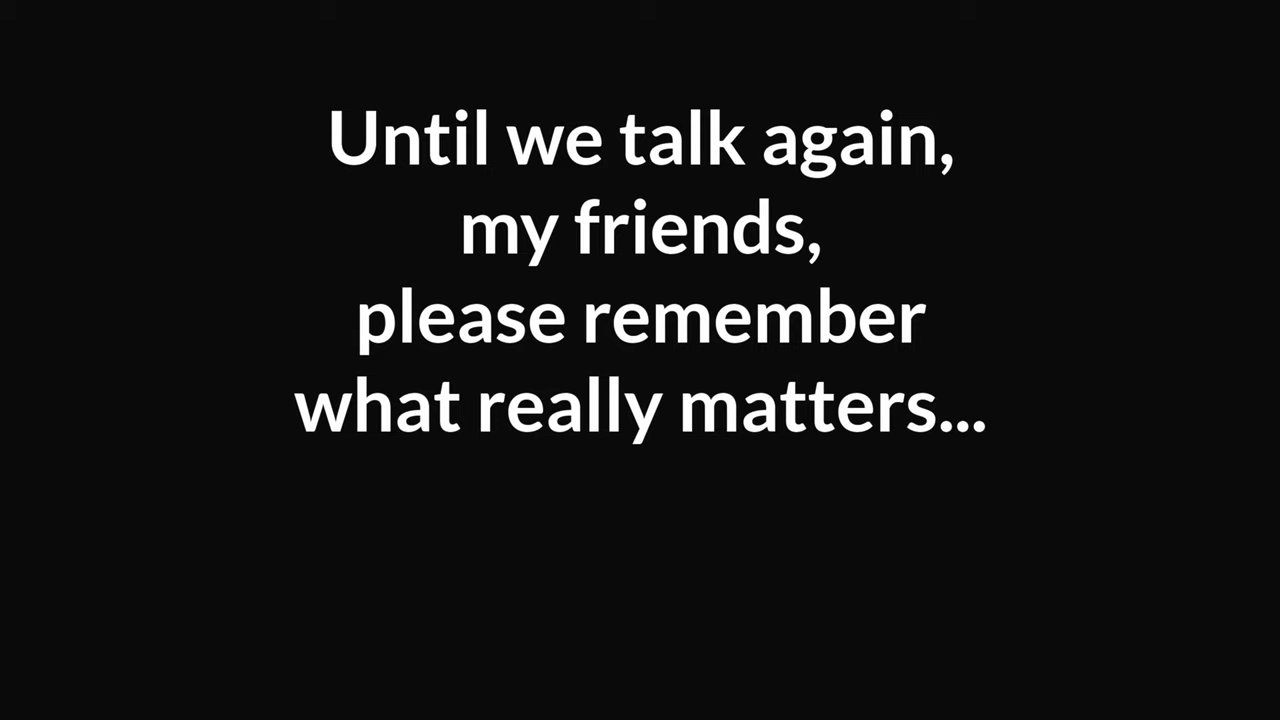 Until we talk again,
my friends,
please remember
what really matters...